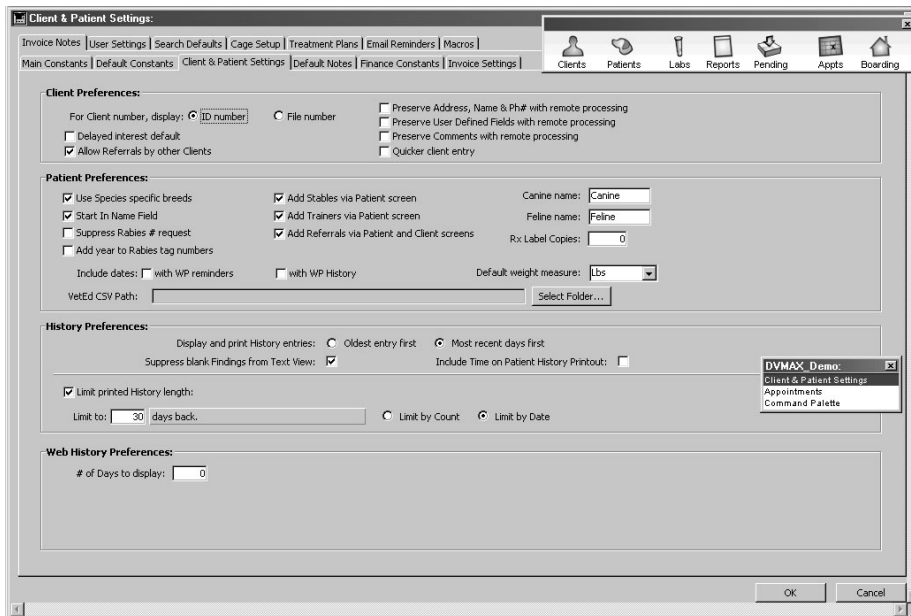 Client & Patient Settings:
Invoice Notes User Settings Search Defaults Cage Setup Treatment Plans Email Reminders Macros
Main Constants Default Constants Client & Patient Settings Default Notes Finance Constants Invoice Settings
Clients Patients Labs Reports Pending Appts Boarding
Client Preferences:
For Client number, display: ID number File number
Preserve Address, Name & Ph# with remote processing
Preserve User Defined Fields with remote processing
Delayed interest default Preserve Comments with remote processing
Allow Referrals by other Clients Quicker client entry
Patient Preferences:
Use Species specific breeds Add Stables via Patient screen Canine name: Canine
Start In Name Field Add Trainers via Patient screen Feline name: Feline
Suppress Rabies # request Add Referrals via Patient and Client screens Rx Label Copies: 0
Add year to Rabies tag numbers
Include dates: with WP reminders with WP History Default weight measure: Lbs
VetEd CSV Path: Select Folder...
History Preferences:
Display and print History entries: Oldest entry first Most recent days first
Suppress blank Findings from Text View: Include Time on Patient History Printout:
Limit printed History length:
Limit to: 30 days back. Limit by Count Limit by Date
DVMAX_Demo:
Client & Patient Settings
Appointments
Command Palette
Web History Preferences:
# of Days to display: 0
OK Cancel